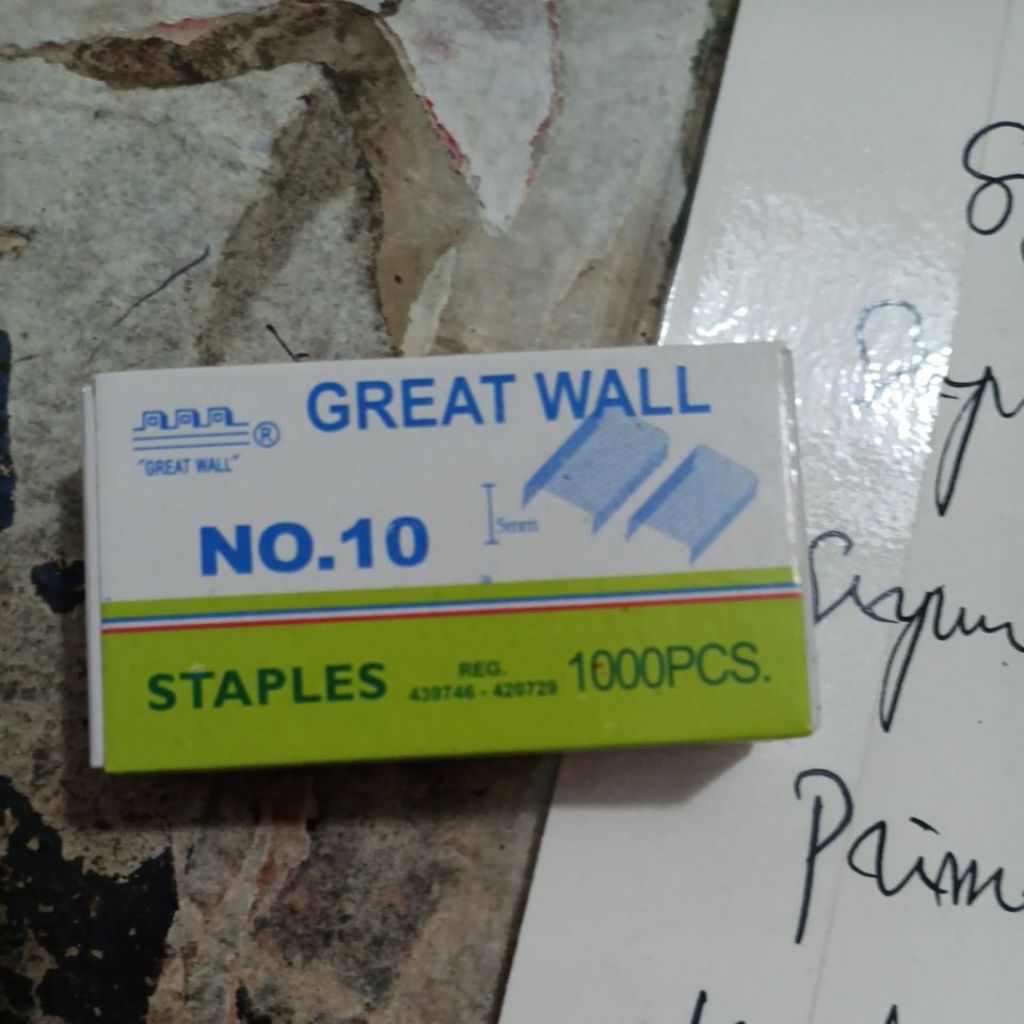 GREAT WALL
®
"GREAT WALL"
NO.10
5mm
STAPLES
REG.
439746 - 420729
1000PCS.